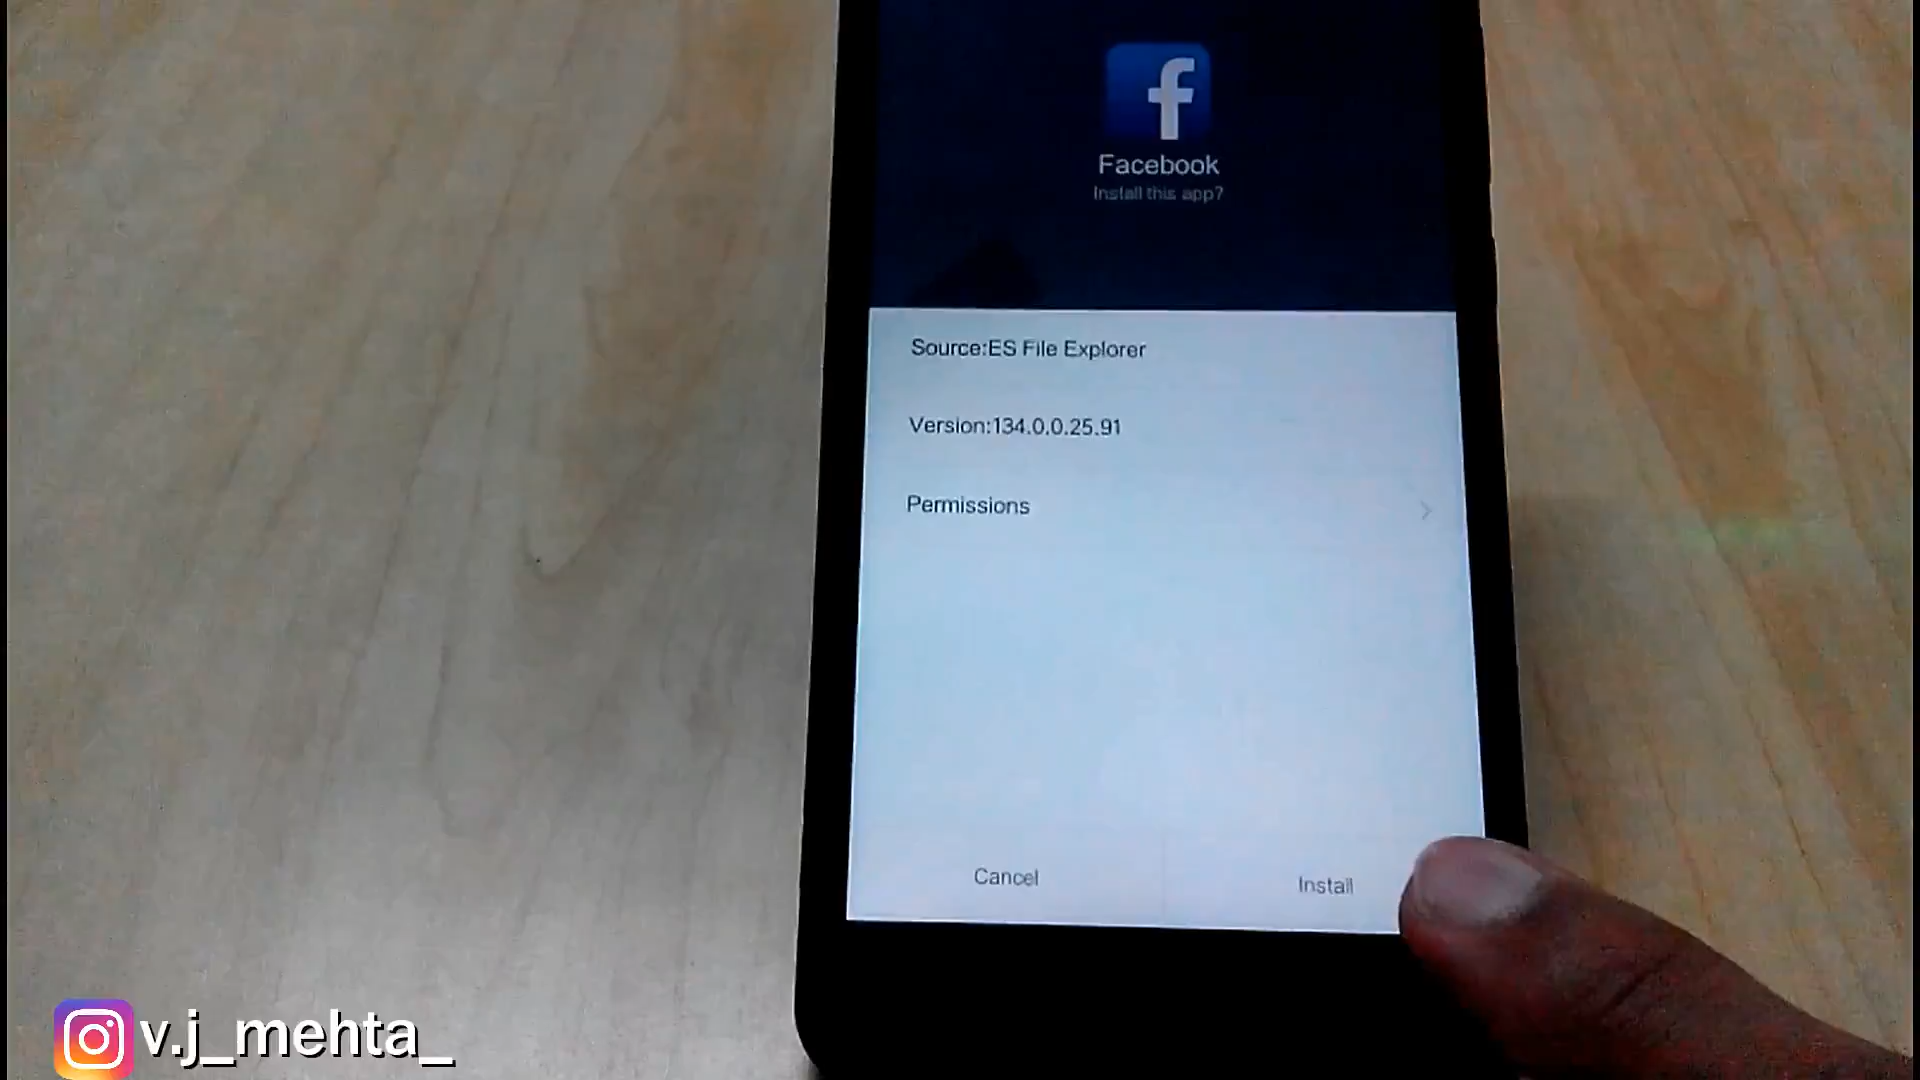 f
Facebook
Install this app?
Source:ES File Explorer
Version:134.0.0.25.91
Permissions
Cancel
Install
v.j_mehta_